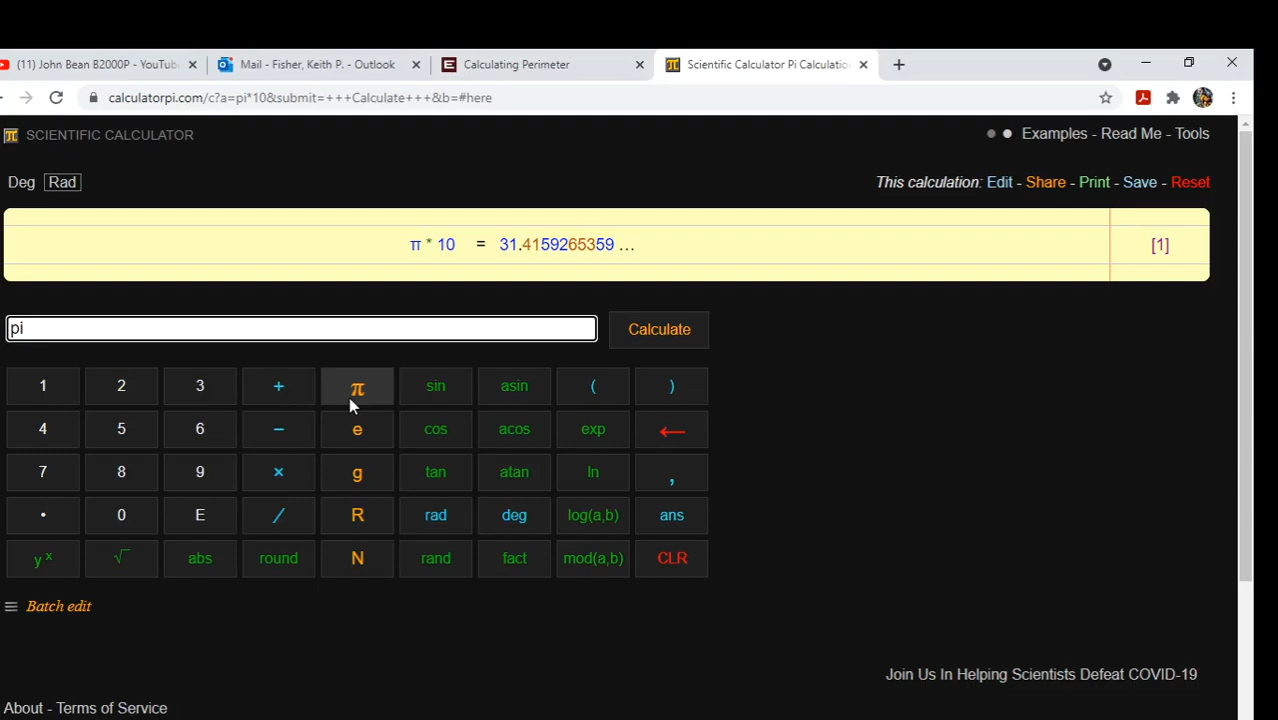 (11) John Bean B2000P - YouTub
Mail - Fisher, Keith P. - Outlook
Calculating Perimeter
Scientific Calculator Pi Calculatio
calculatorpi.com/c?a=pi*10&submit=+++Calculate+++&b=#here
π SCIENTIFIC CALCULATOR
Examples - Read Me - Tools
Deg Rad
This calculation: Edit - Share - Print - Save - Reset
π * 10 = 31.4159265359 ... [1]
pi
Calculate
1 2 3 + π sin asin ( )
4 5 6 − e cos acos exp ←
7 8 9 × g tan atan ln ,
• 0 E / R rad deg log(a,b) ans
y x √ abs round N rand fact mod(a,b) CLR
Batch edit
Join Us In Helping Scientists Defeat COVID-19
About - Terms of Service